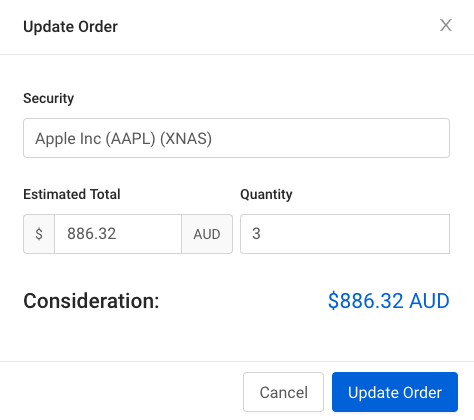 Update Order X
Security
Apple Inc (AAPL) (XNAS)
Estimated Total Quantity
$ 886.32 AUD 3
Consideration: $886.32 AUD
Cancel Update Order